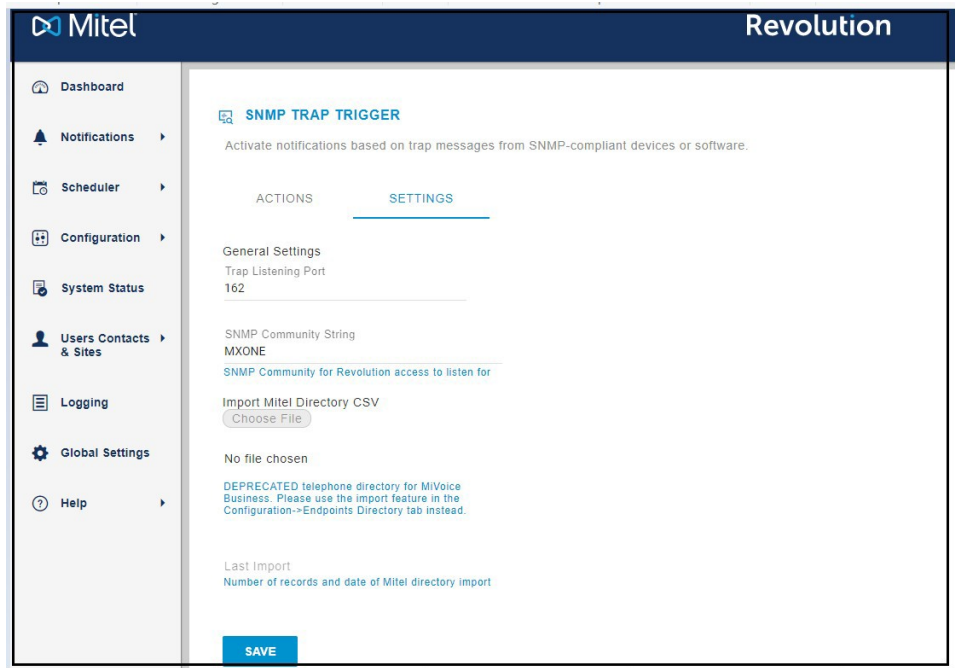 Mitel
Revolution
Dashboard
Notifications
Scheduler
Configuration
System Status
Users Contacts
& Sites
Logging
Global Settings
Help
SNMP TRAP TRIGGER
Activate notifications based on trap messages from SNMP-compliant devices or software.
ACTIONS SETTINGS
General Settings
Trap Listening Port
162
SNMP Community String
MXONE
SNMP Community for Revolution access to listen for
Import Mitel Directory CSV
Choose File
No file chosen
DEPRECATED telephone directory for MiVoice
Business. Please use the import feature in the
Configuration->Endpoints Directory tab instead.
Last Import
Number of records and date of Mitel directory import
SAVE